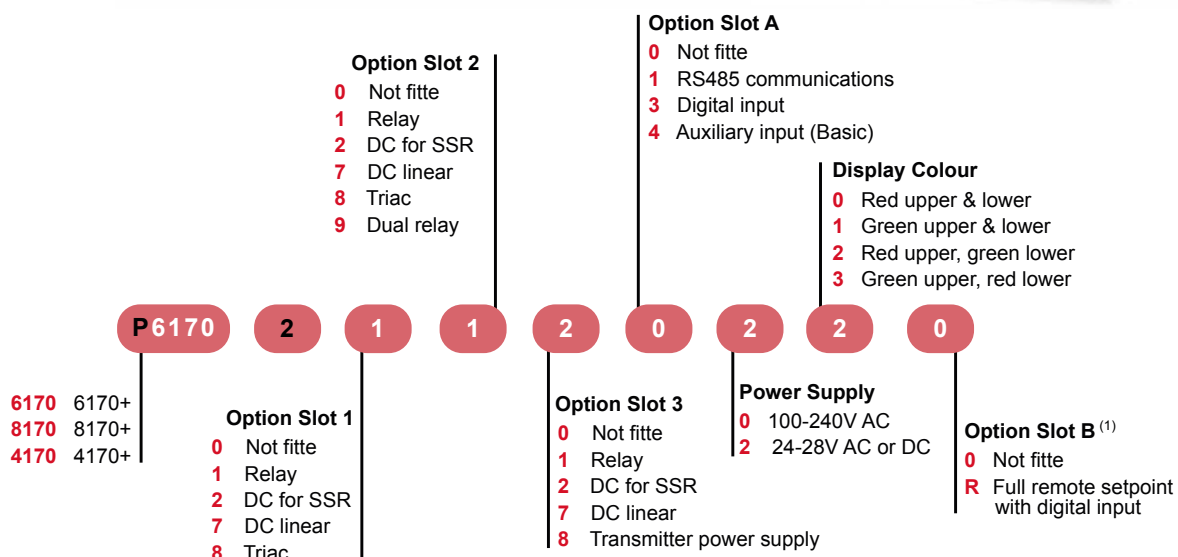 Option Slot A
0 Not fitte
1 RS485 communications
3 Digital input
4 Auxiliary input (Basic)
Option Slot 2
0 Not fitte
1 Relay
2 DC for SSR
7 DC linear
8 Triac
9 Dual relay
Display Colour
0 Red upper & lower
1 Green upper & lower
2 Red upper, green lower
3 Green upper, red lower
P6170 2 1 1 2 0 2 2 0
6170 6170+
8170 8170+
4170 4170+
Option Slot 1
0 Not fitte
1 Relay
2 DC for SSR
7 DC linear
8 Triac
Option Slot 3
0 Not fitte
1 Relay
2 DC for SSR
7 DC linear
8 Transmitter power supply
Power Supply
0 100-240V AC
2 24-28V AC or DC
Option Slot B (1)
0 Not fitte
R Full remote setpoint
with digital input